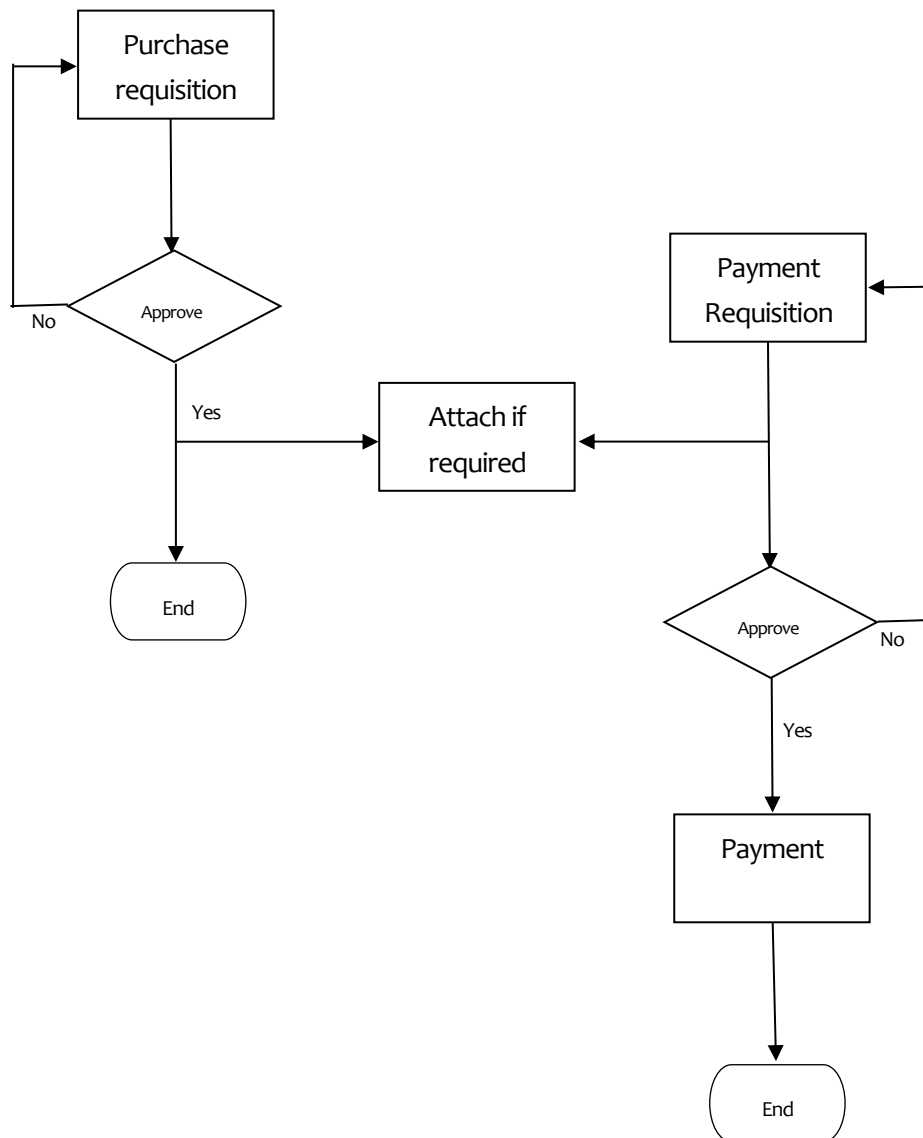 Purchase
requisition
Approve
No
Yes
End
Attach if
required
Payment
Requisition
Approve
No
Yes
Payment
End